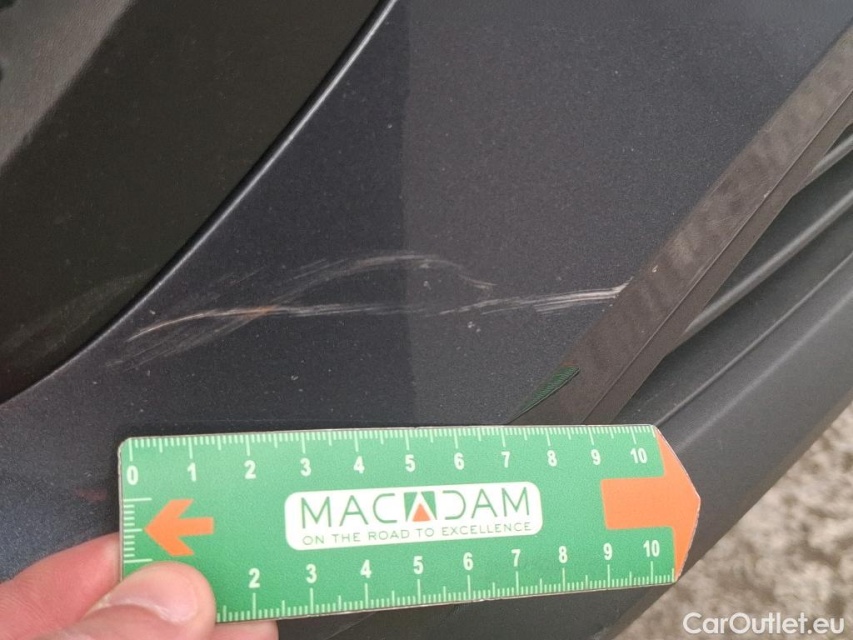 0 1 2 3 4 5 6 7 8 9 10
MACADAM
ON THE ROAD TO EXCELLENCE
2 3 4 5 6 7 8 9 10
CarOutlet.eu